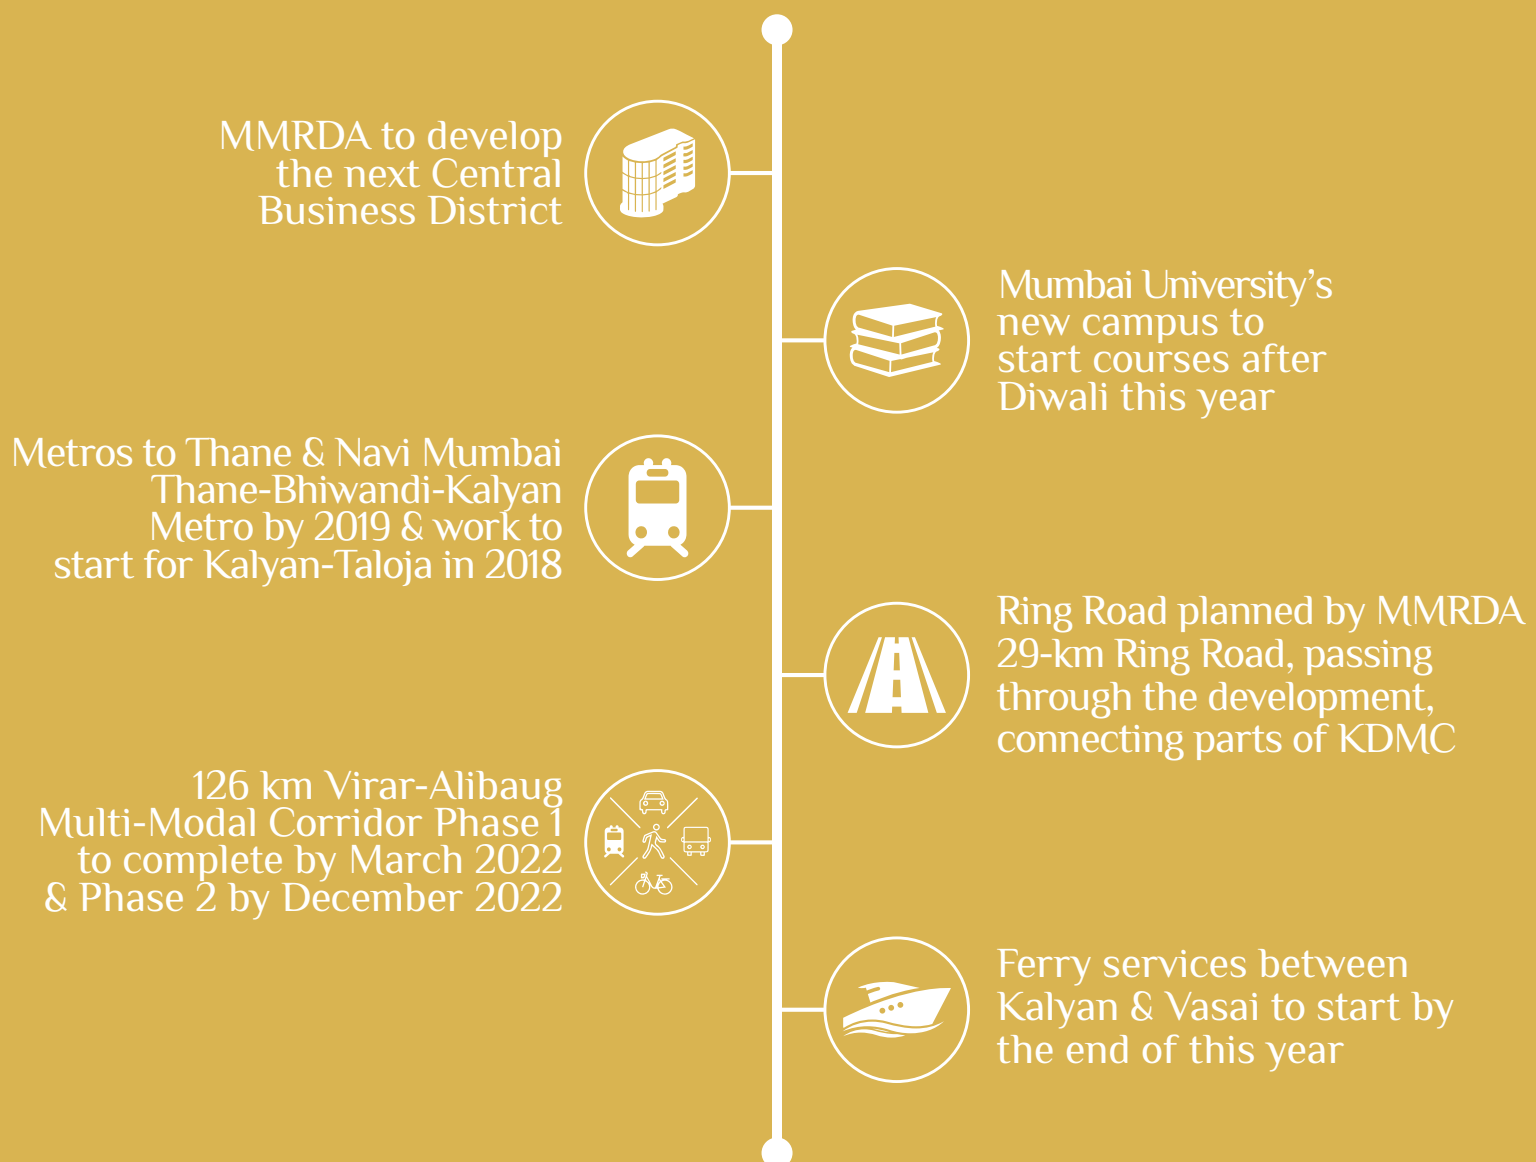 MMRDA to develop
the next Central
Business District
Mumbai University’s
new campus to
start courses after
Diwali this year
Metros to Thane & Navi Mumbai
Thane-Bhiwandi-Kalyan
Metro by 2019 & work to
start for Kalyan-Taloja in 2018
Ring Road planned by MMRDA
29-km Ring Road, passing
through the development,
connecting parts of KDMC
126 km Virar-Alibaug
Multi-Modal Corridor Phase 1
to complete by March 2022
& Phase 2 by December 2022
Ferry services between
Kalyan & Vasai to start by
the end of this year